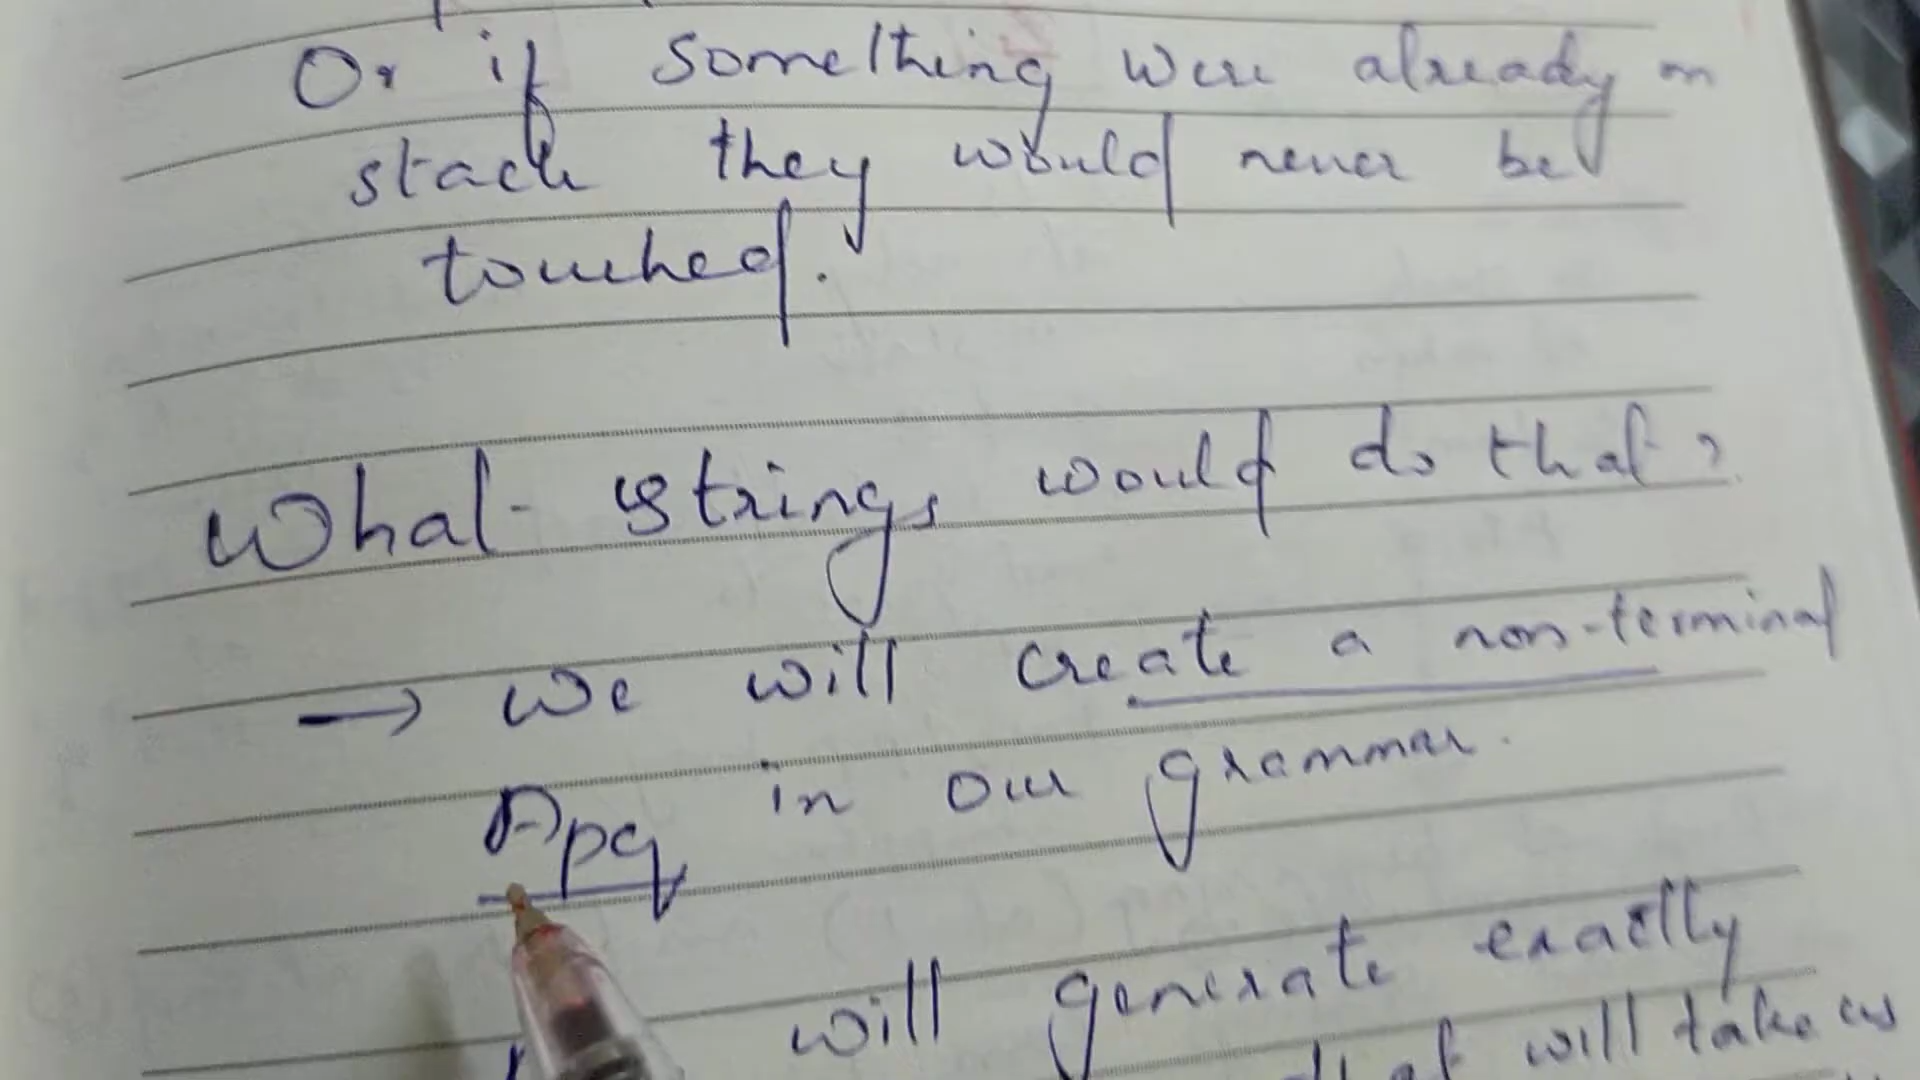 Or if something were already on
stack they would never be
touched.
What strings would do that?
→ We will create a non-terminal
Apq in our grammar.
will generate exactly
that will take us